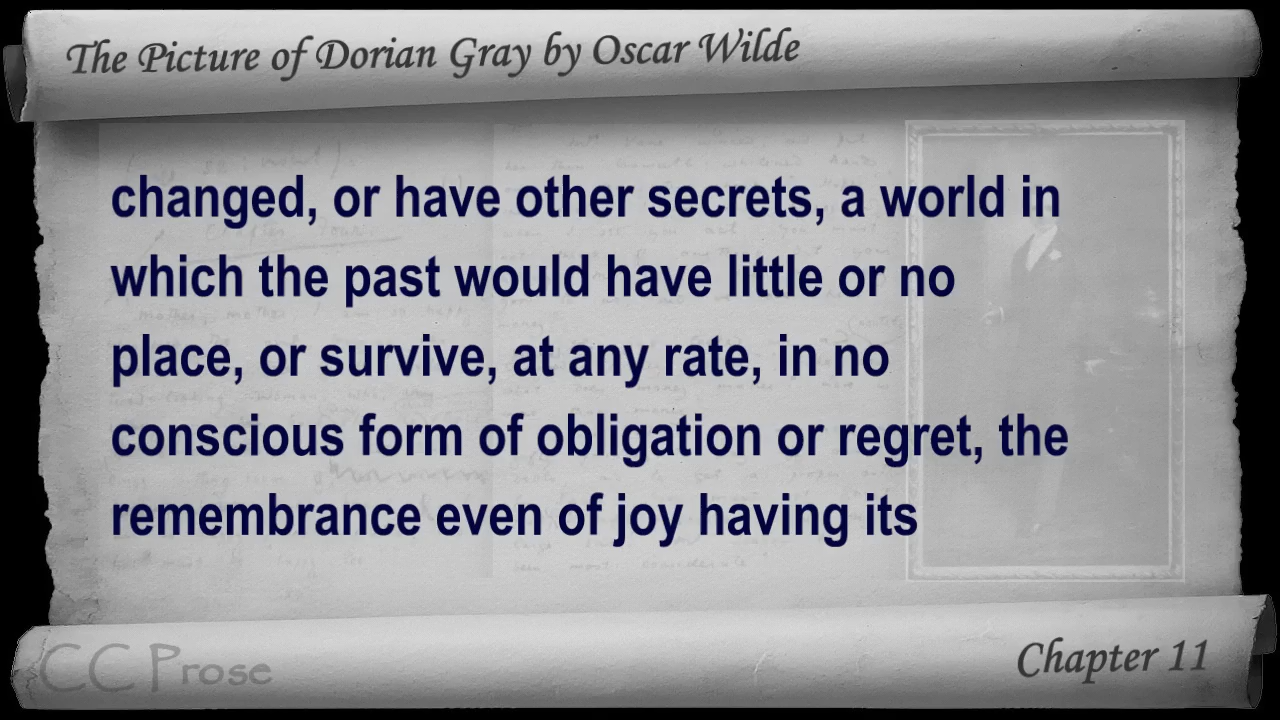 The Picture of Dorian Gray by Oscar Wilde
changed, or have other secrets, a world in
which the past would have little or no
place, or survive, at any rate, in no
conscious form of obligation or regret, the
remembrance even of joy having its
CC Prose
Chapter 11